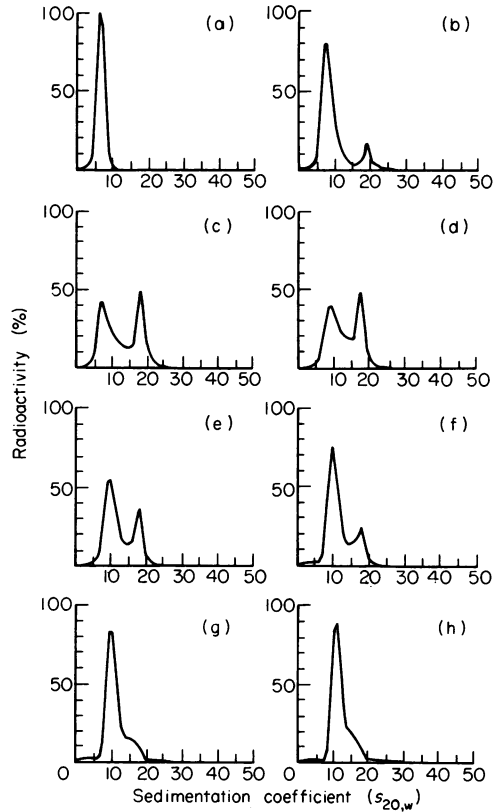 100 (a) 100 (b)
50 50
10 20 30 40 50 10 20 30 40 50
100 (c) 100 (d)
50 50
10 20 30 40 50 10 20 30 40 50
100 (e) 100 (f)
50 50
10 20 30 40 50 10 20 30 40 50
100 (g) 100 (h)
50 50
0 10 20 30 40 50 0 10 20 30 40 50
Radioactivity (%)
Sedimentation coefficient (s20,w)